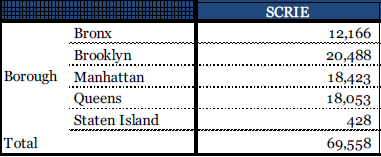 SCRIE
Bronx 12,166
Brooklyn 20,488
Borough Manhattan 18,423
Queens 18,053
Staten Island 428
Total 69,558